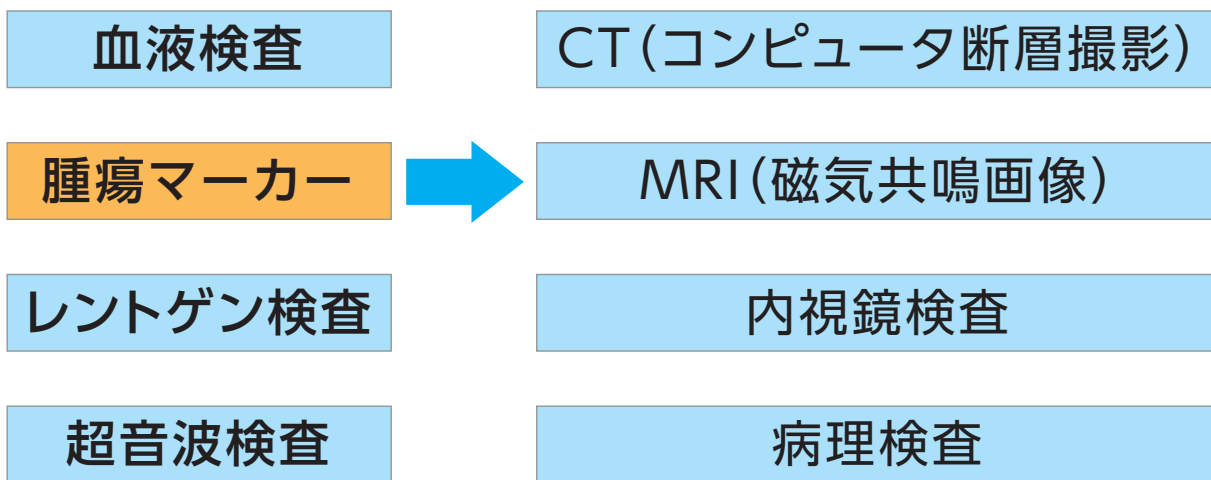 血液検査
腫瘍マーカー
レントゲン検査
超音波検査
CT(コンピュータ断層撮影)
MRI(磁気共鳴画像)
内視鏡検査
病理検査